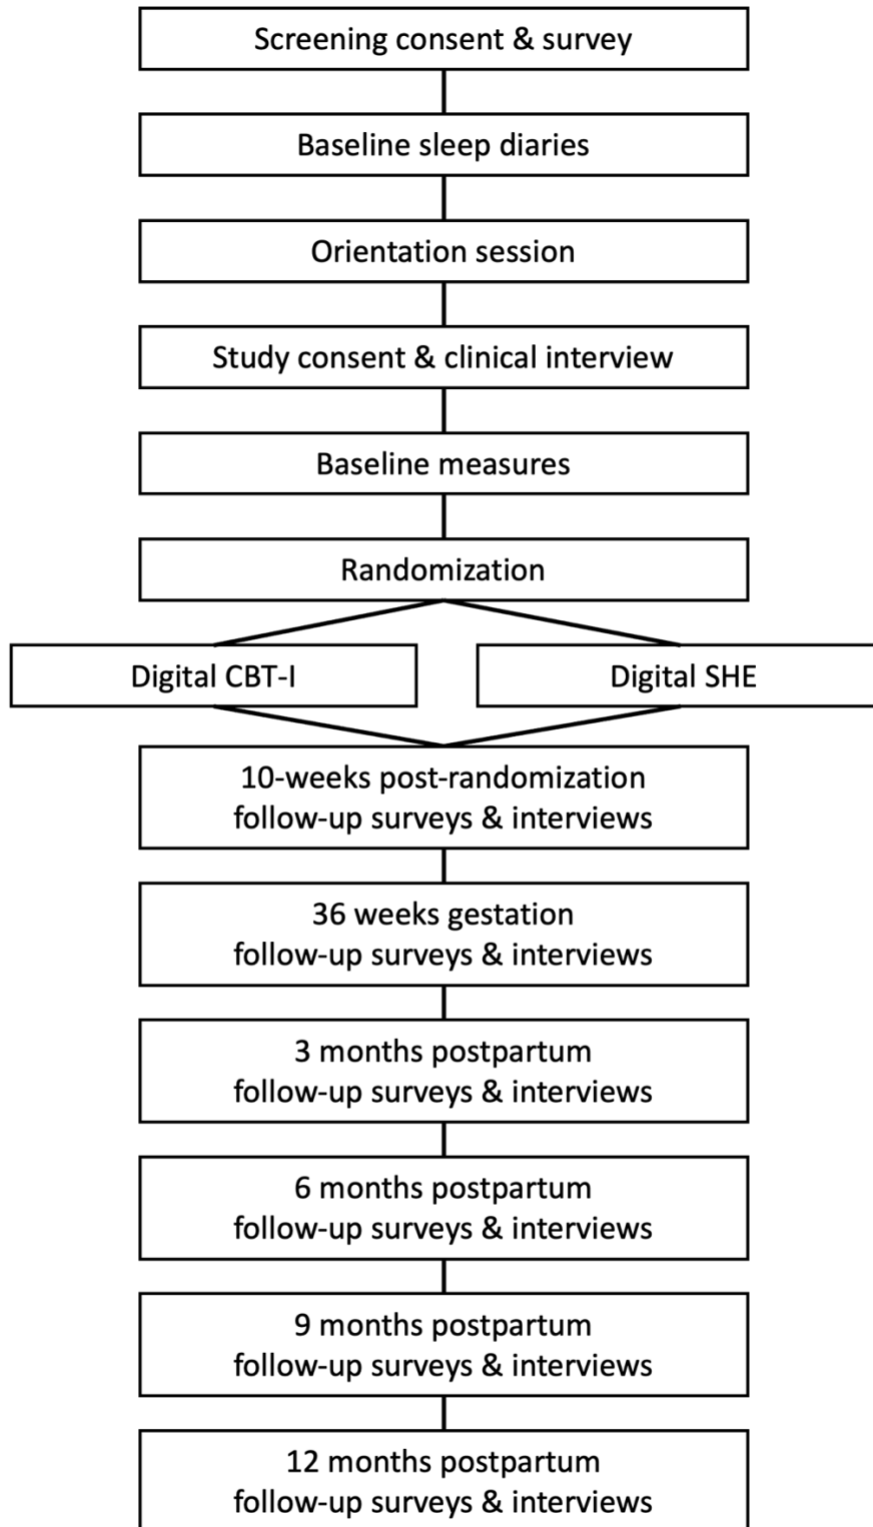 Screening consent & survey
Baseline sleep diaries
Orientation session
Study consent & clinical interview
Baseline measures
Randomization
Digital CBT-I
Digital SHE
10-weeks post-randomization
follow-up surveys & interviews
36 weeks gestation
follow-up surveys & interviews
3 months postpartum
follow-up surveys & interviews
6 months postpartum
follow-up surveys & interviews
9 months postpartum
follow-up surveys & interviews
12 months postpartum
follow-up surveys & interviews